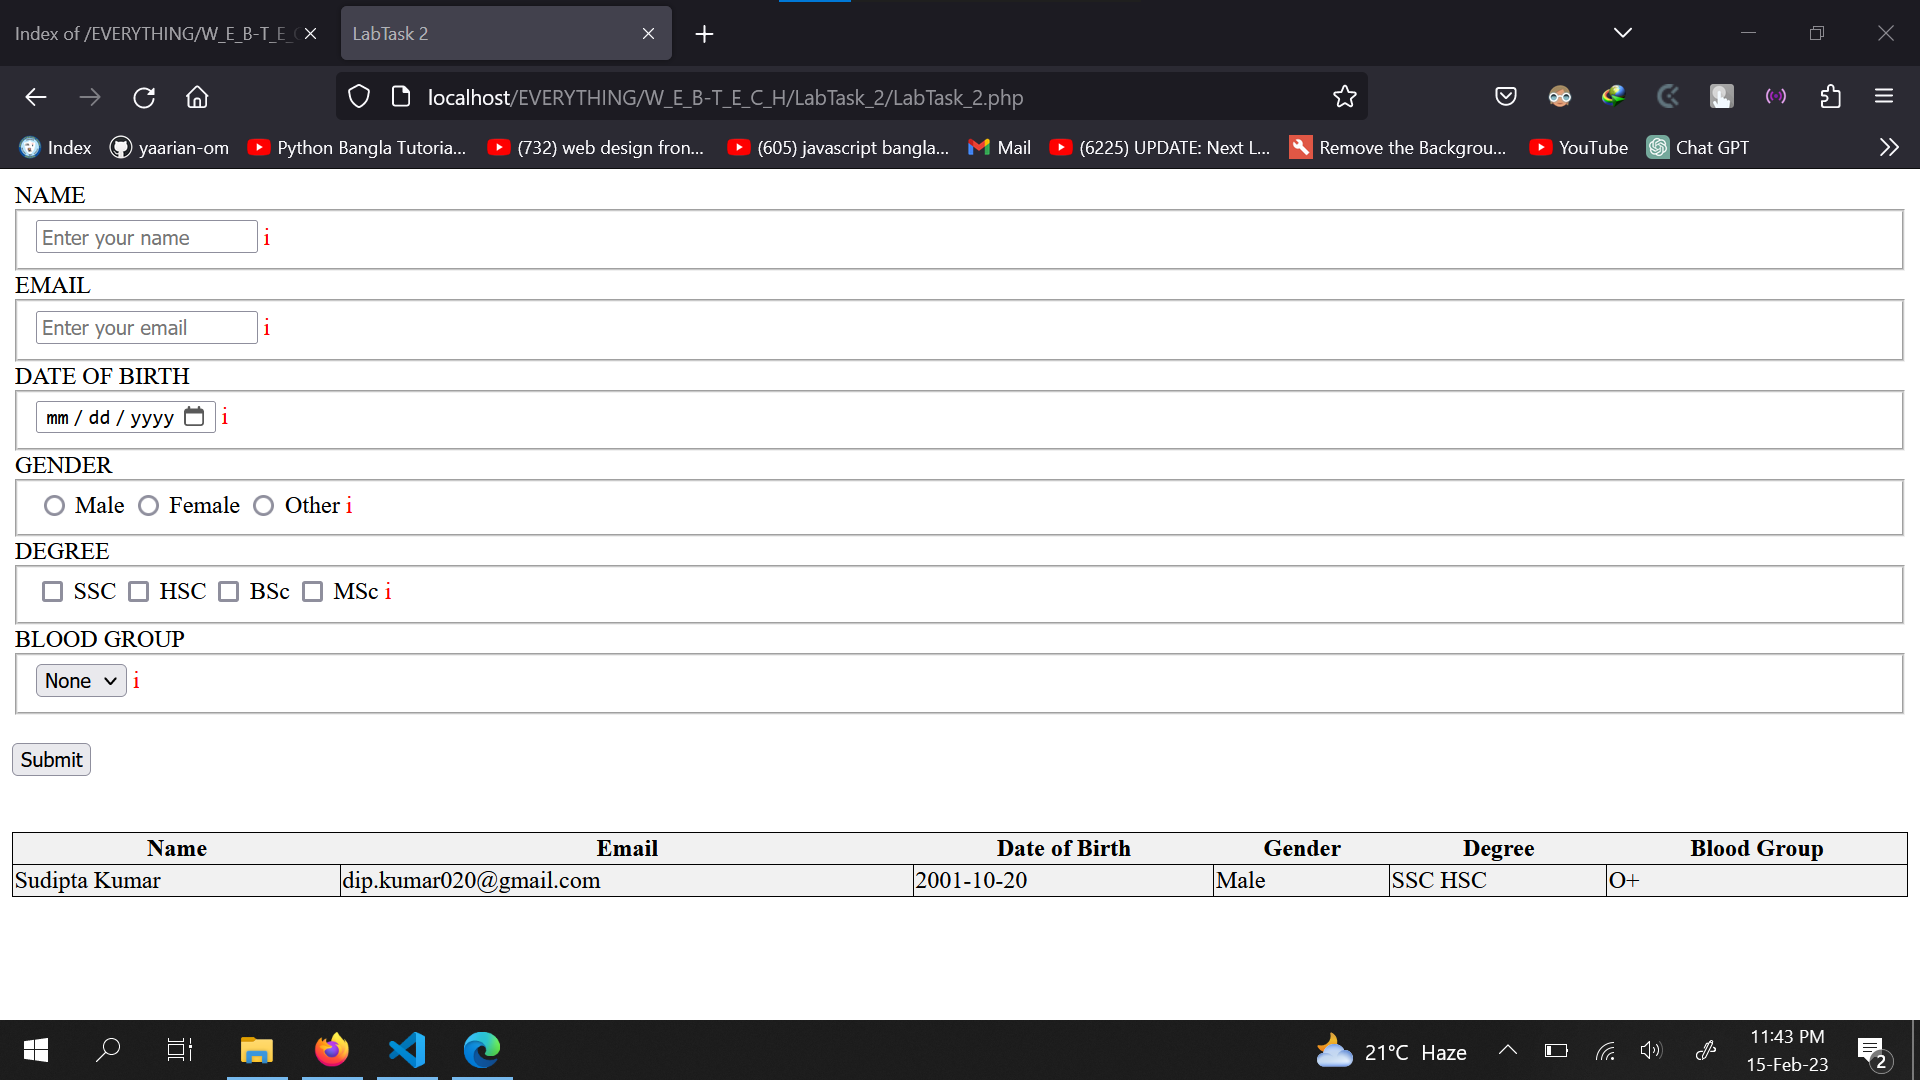 Index of /EVERYTHING/W_E_B-T_E_
LabTask 2
localhost/EVERYTHING/W_E_B-T_E_C_H/LabTask_2/LabTask_2.php
Index yaarian-om Python Bangla Tutoria... (732) web design fron... (605) javascript bangla... Mail (6225) UPDATE: Next L... Remove the Backgrou... YouTube Chat GPT
NAME
Enter your name i
EMAIL
Enter your email i
DATE OF BIRTH
mm / dd / yyyy i
GENDER
Male Female Other i
DEGREE
SSC HSC BSc MSc i
BLOOD GROUP
None i
Submit
Name Email Date of Birth Gender Degree Blood Group
Sudipta Kumar dip.kumar020@gmail.com 2001-10-20 Male SSC HSC O+
21°C Haze
11:43 PM
15-Feb-23
2